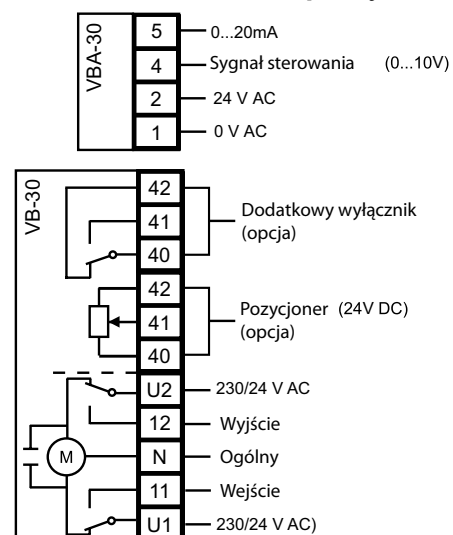 VBA-30
5 0...20mA
4 Sygnał sterowania (0...10V)
2 24 V AC
1 0 V AC
VB-30
42
41 Dodatkowy wyłącznik
(opcja)
40
42
41 Pozycjoner (24V DC)
(opcja)
40
U2 230/24 V AC
12 Wyjście
M N Ogólny
11 Wejście
U1 230/24 V AC)